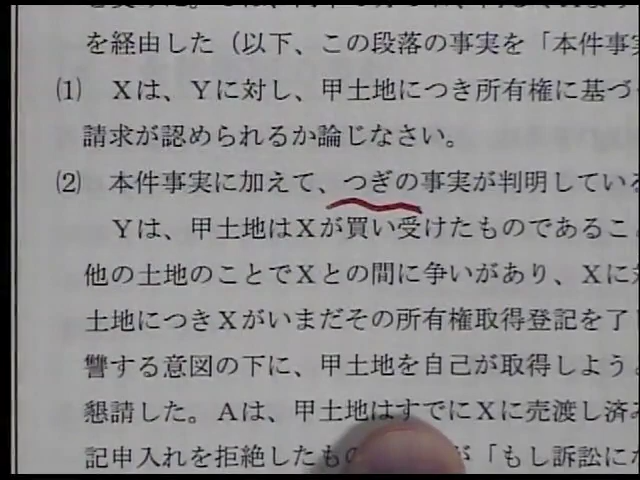 を経由した（以下、この段落の事実を「本件事実
⑴　Xは、Yに対し、甲土地につき所有権に基づ
請求が認められるか論じなさい。
⑵　本件事実に加えて、つぎの事実が判明している
Yは、甲土地はXが買い受けたものであるこ
他の土地のことでXとの間に争いがあり、Xに
土地につきXがいまだその所有権取得登記を了
讐する意図の下に、甲土地を自己が取得しよう
懇請した。Aは、甲土地はすでにXに売渡し済み
記申入れを拒絶したも　が「もし訴訟に